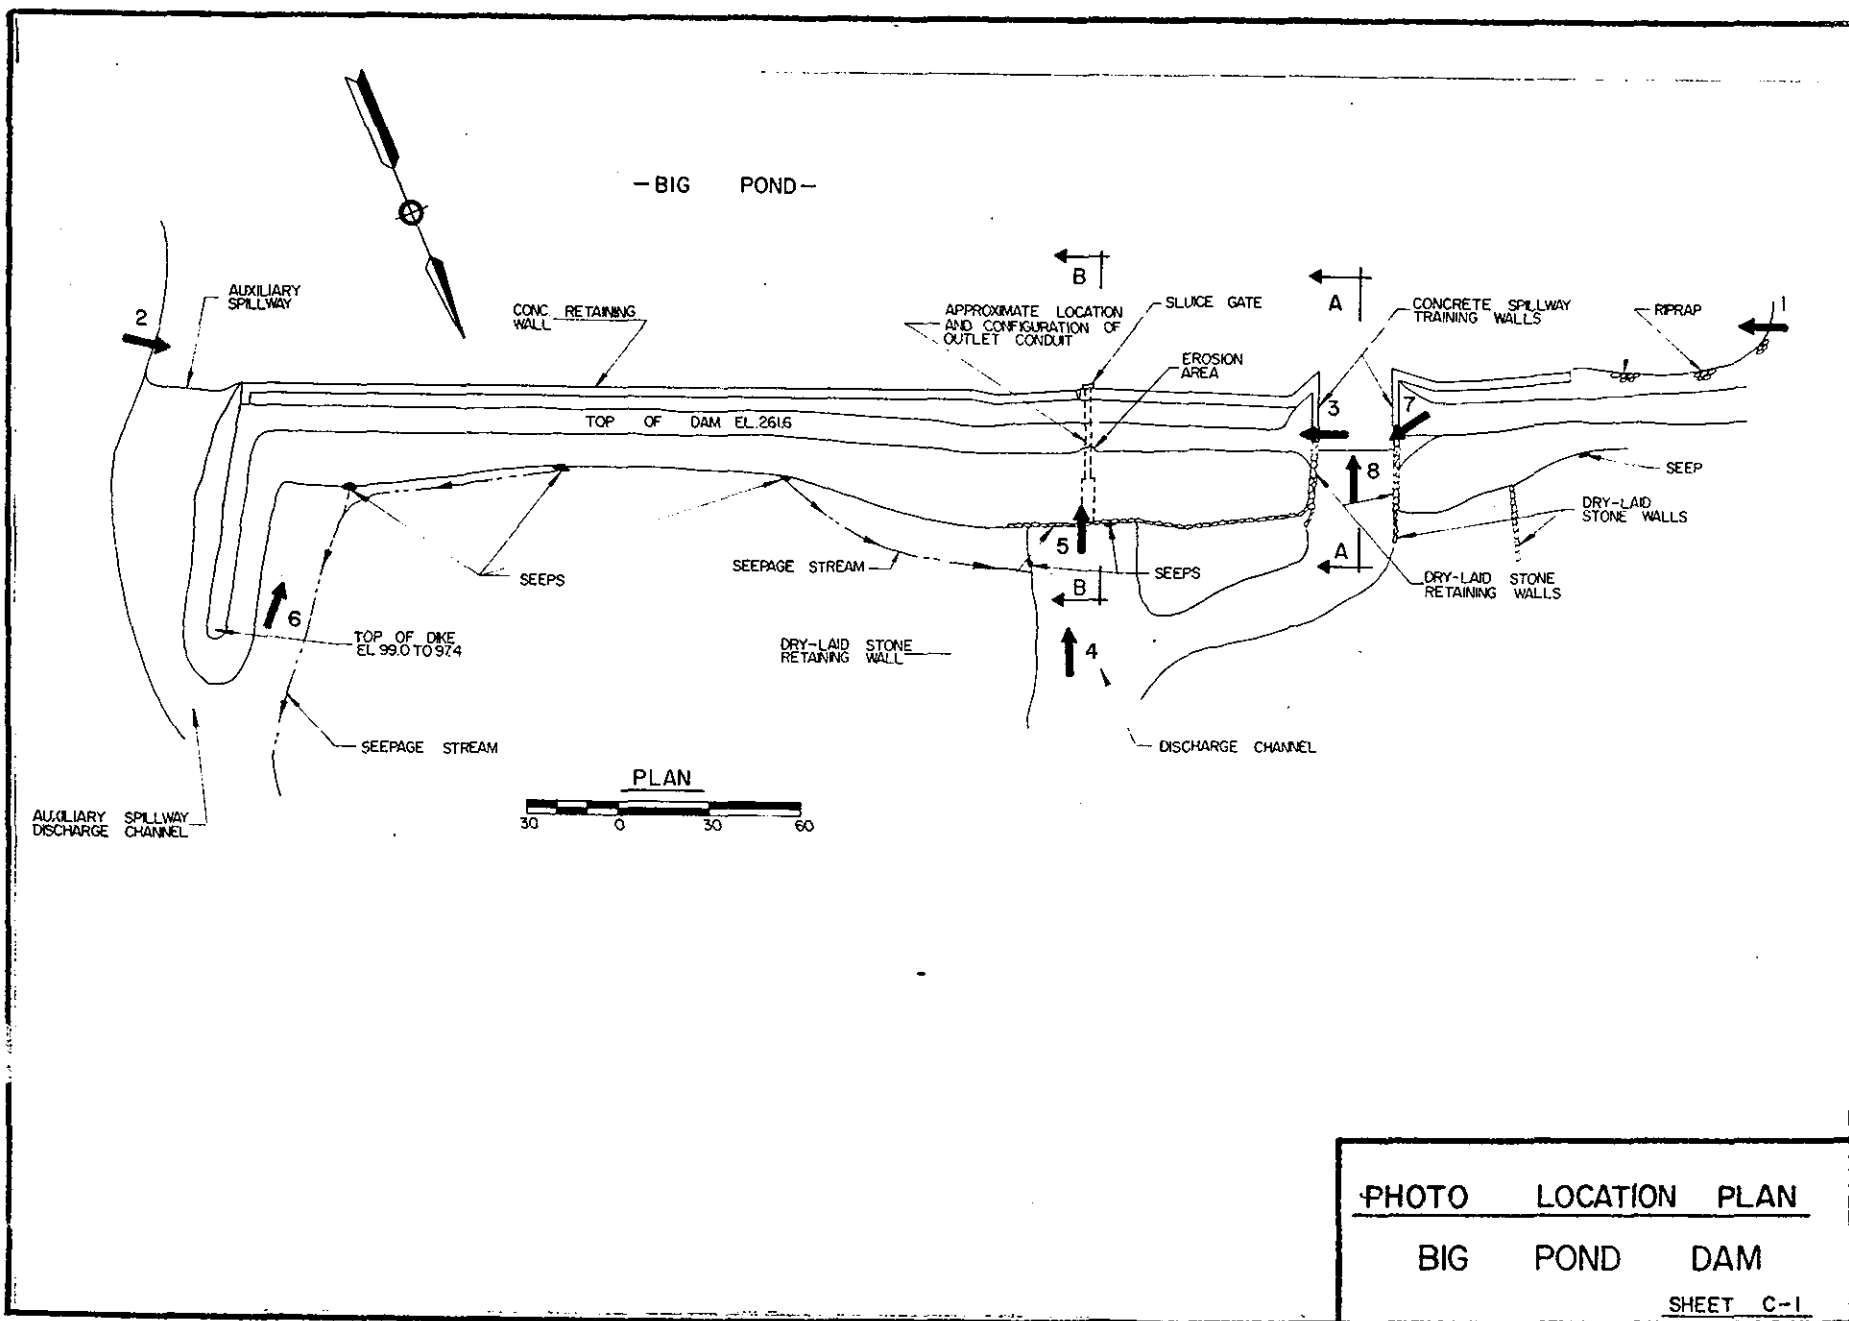 -BIG POND-
2
AUXILIARY
SPILLWAY
CONC. RETAINING
WALL
B
APPROXIMATE LOCATION
AND CONFIGURATION OF
OUTLET CONDUIT
SLUICE GATE
A
CONCRETE SPILLWAY
TRAINING WALLS
RIPRAP
1
EROSION
AREA
TOP OF DAM EL.261.6
3
7
8
SEEP
DRY-LAID
STONE WALLS
SEEPS
SEEPAGE STREAM
5
B
SEEPS
A
DRY-LAID STONE
RETAINING WALLS
6
TOP OF DIKE
EL 99.0 TO 97.4
DRY-LAID STONE
RETAINING WALL
4
SEEPAGE STREAM
DISCHARGE CHANNEL
AUXILIARY SPILLWAY
DISCHARGE CHANNEL
PLAN
30 0 30 60
PHOTO LOCATION PLAN
BIG POND DAM
SHEET C-1